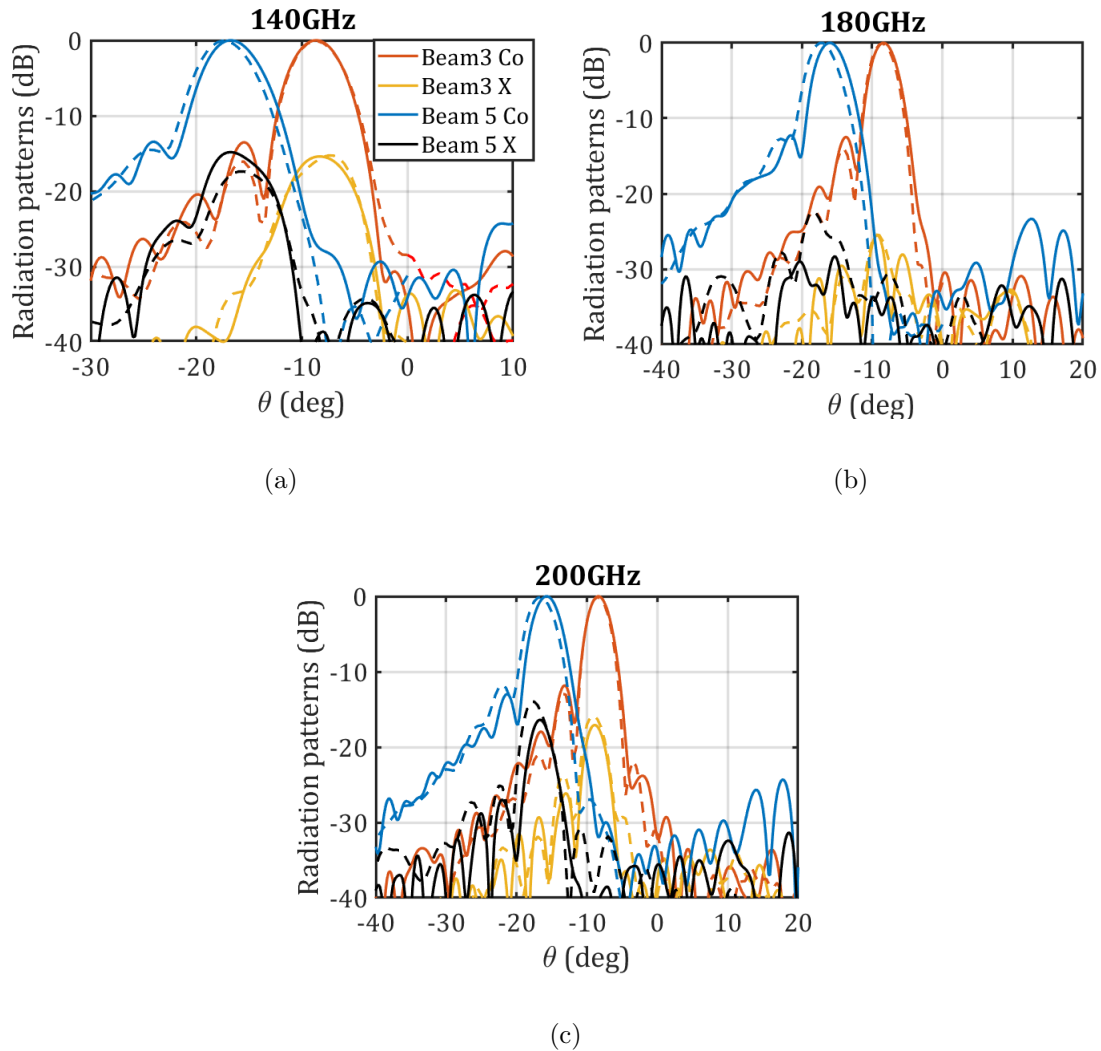 140GHz
Radiation patterns (dB)
0
-10
-20
-30
-40
Beam3 Co
Beam3 X
Beam 5 Co
Beam 5 X
-30 -20 -10 0 10
θ (deg)
(a)
180GHz
Radiation patterns (dB)
0
-10
-20
-30
-40
-40 -30 -20 -10 0 10 20
θ (deg)
(b)
200GHz
Radiation patterns (dB)
0
-10
-20
-30
-40
-40 -30 -20 -10 0 10 20
θ (deg)
(c)